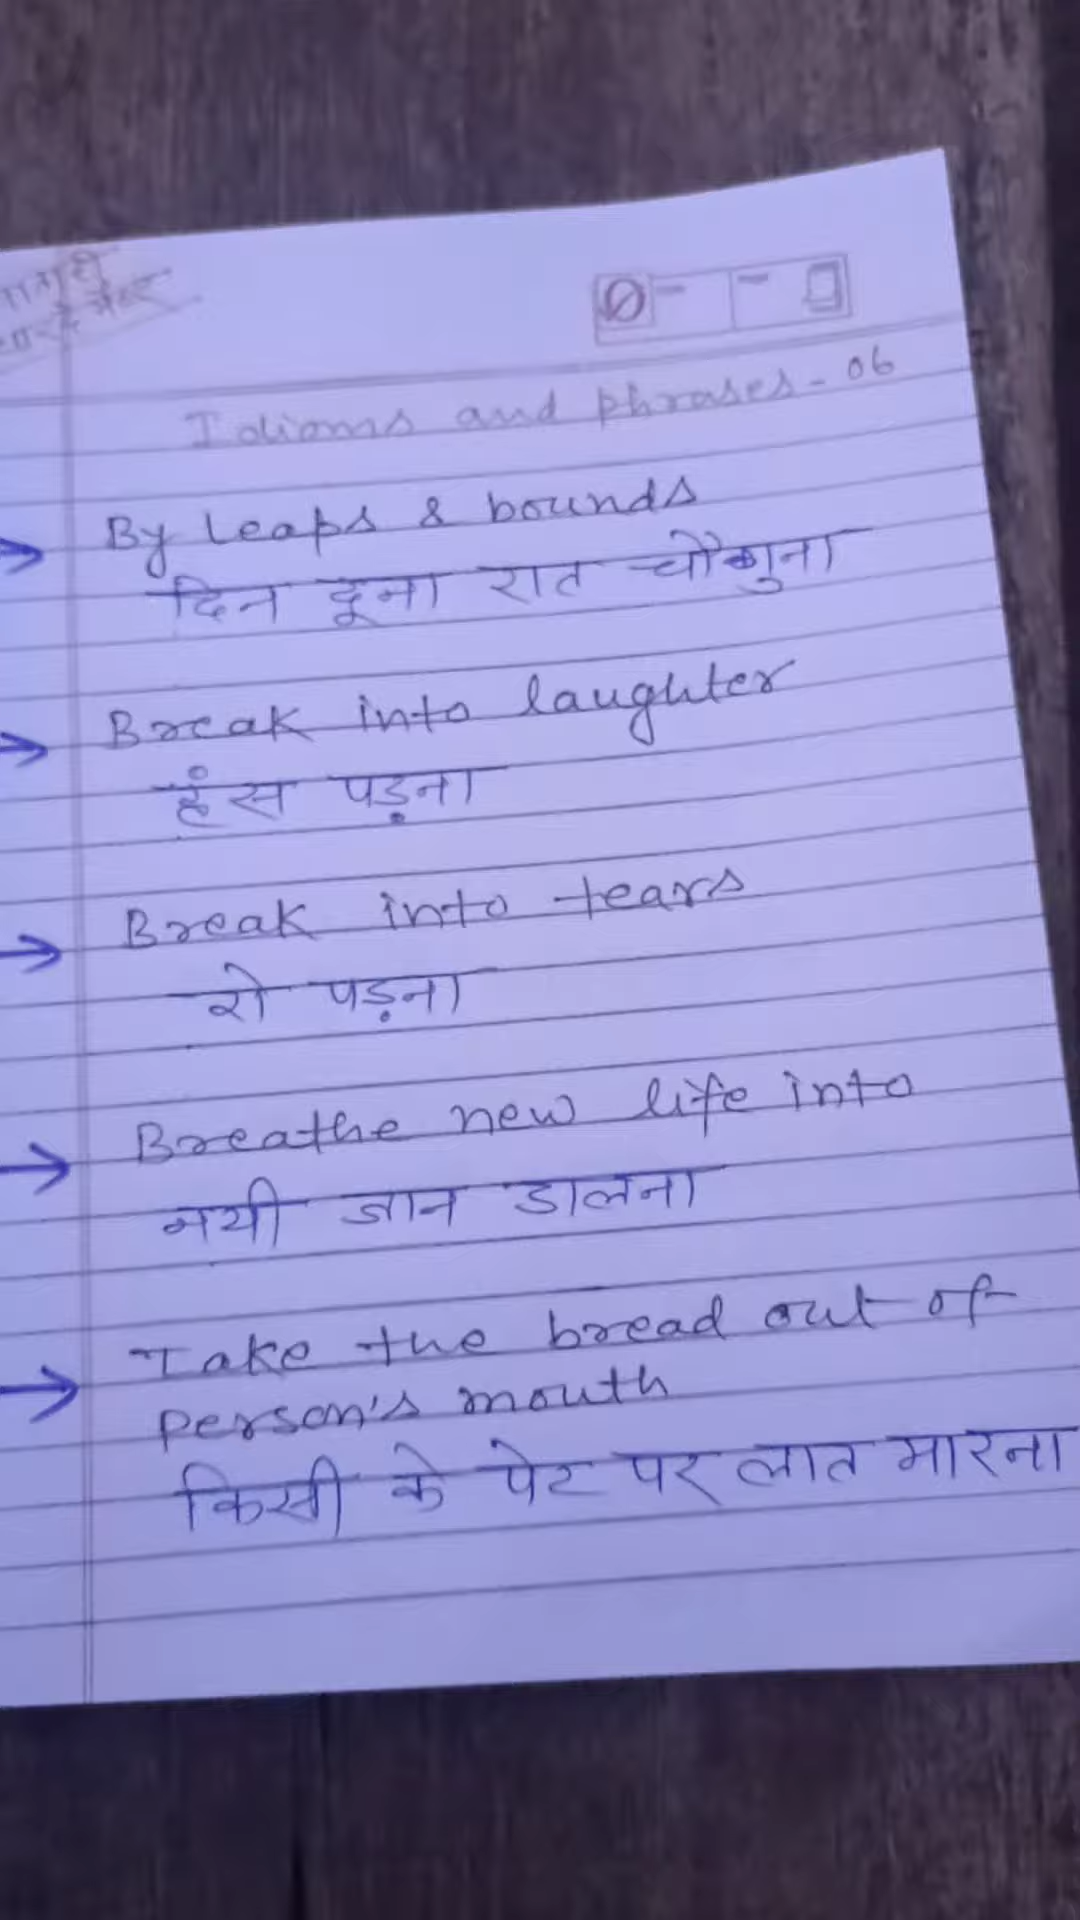 Idioms and phrases - 06
By leaps & bounds
दिन दूना रात चौगुना
Break into laughter
हंस पड़ना
Break into tears
रो पड़ना
Breathe new life into
नयी जान डालना
Take the bread out of
Person's mouth
किसी के पेट पर लात मारना